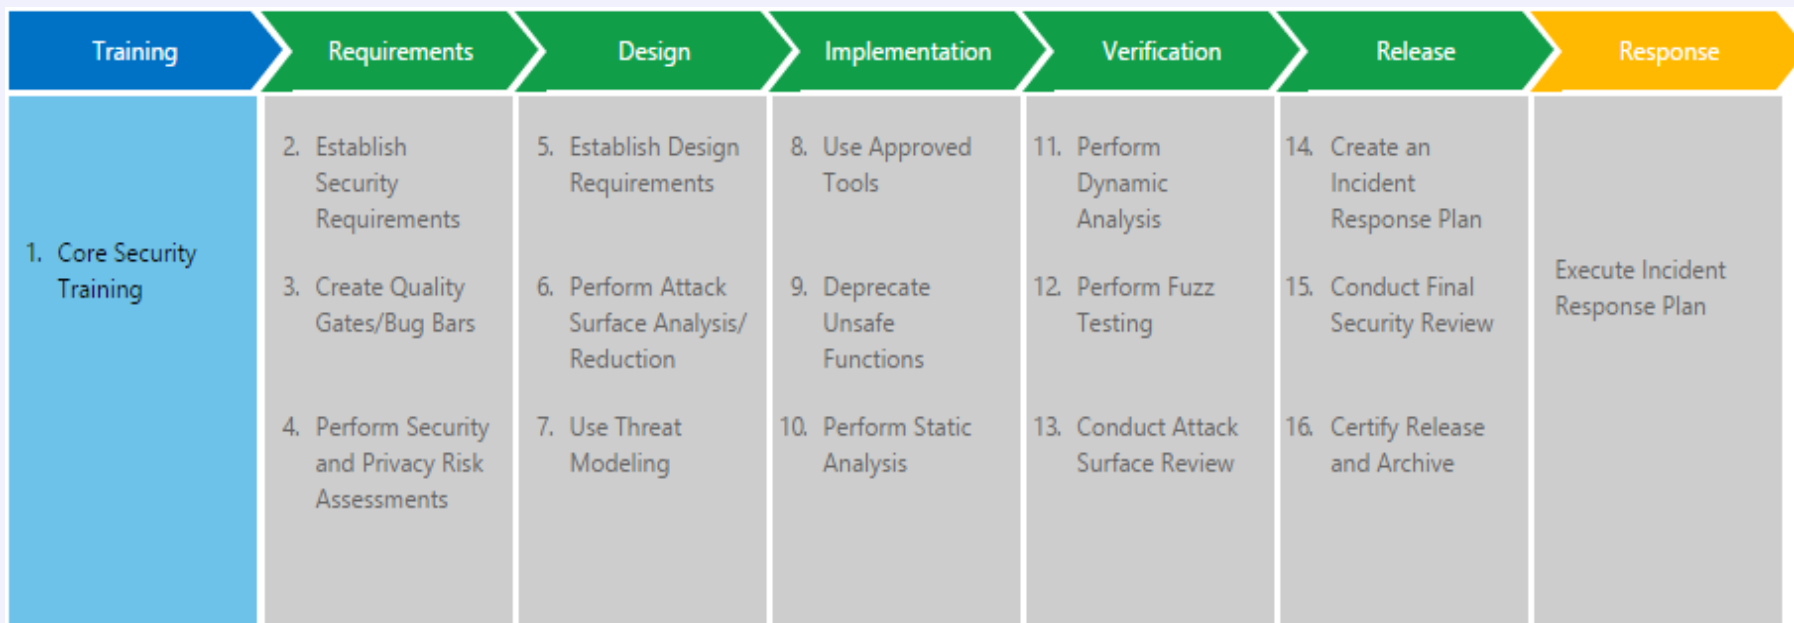 Training
Requirements
Design
Implementation
Verification
Release
Response
1. Core Security
Training
2. Establish
Security
Requirements
3. Create Quality
Gates/Bug Bars
4. Perform Security
and Privacy Risk
Assessments
5. Establish Design
Requirements
6. Perform Attack
Surface Analysis/
Reduction
7. Use Threat
Modeling
8. Use Approved
Tools
9. Deprecate
Unsafe
Functions
10. Perform Static
Analysis
11. Perform
Dynamic
Analysis
12. Perform Fuzz
Testing
13. Conduct Attack
Surface Review
14. Create an
Incident
Response Plan
15. Conduct Final
Security Review
16. Certify Release
and Archive
Execute Incident
Response Plan